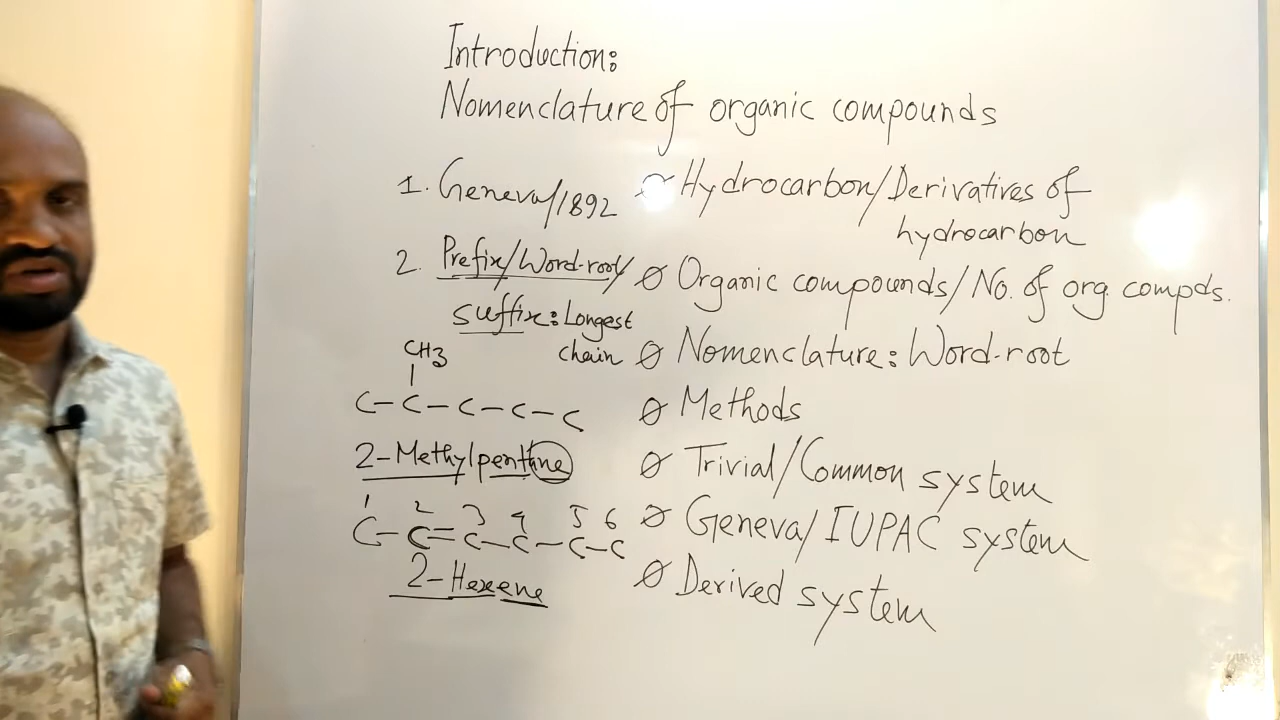 Introduction:
Nomenclature of organic compounds
1. Geneva/1892
2. Prefix/Word-root/
suffix: Longest
chain
CH3
|
C-C-C-C-C
2-Methylpentane
1 2 3 4 5 6
C-C=C-C-C-C
2-Hexene
Ø Hydrocarbon/Derivatives of
hydrocarbon
Ø Organic compounds/No. of org. compds.
Ø Nomenclature: Word-root
Ø Methods
Ø Trivial/Common system
Ø Geneva/IUPAC system
Ø Derived system